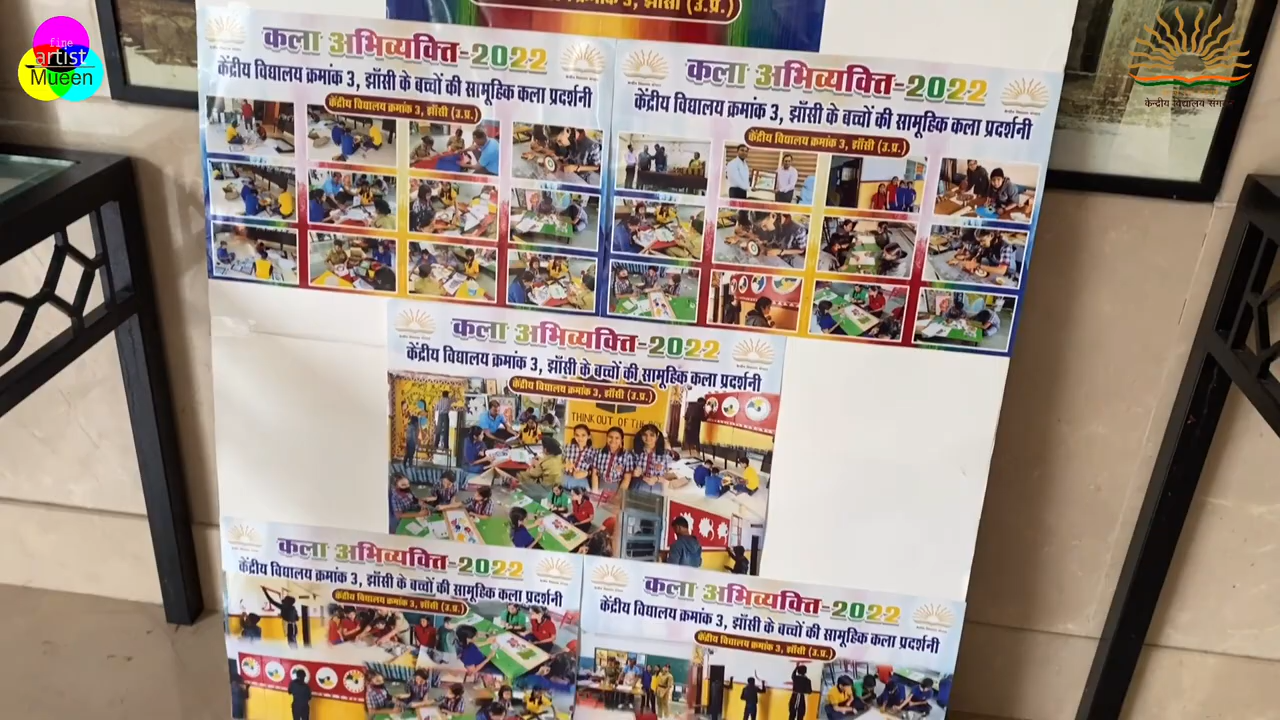 fine
artist
Mueen
क्रमांक 3, झाँसी (उ.प्र.)
केन्द्रीय विद्यालय संगठन
कला अभिव्यक्ति-2022
केंद्रीय विद्यालय क्रमांक 3, झाँसी के बच्चों की सामूहिक कला प्रदर्शनी
केंद्रीय विद्यालय क्रमांक 3, झाँसी (उ.प्र.)
कला अभिव्यक्ति-2022
केंद्रीय विद्यालय क्रमांक 3, झाँसी के बच्चों की सामूहिक कला प्रदर्शनी
केंद्रीय विद्यालय क्रमांक 3, झाँसी (उ.प्र.)
कला अभिव्यक्ति-2022
केंद्रीय विद्यालय क्रमांक 3, झाँसी के बच्चों की सामूहिक कला प्रदर्शनी
केंद्रीय विद्यालय क्रमांक 3, झाँसी (उ.प्र.)
THINK OUT OF THE
कला अभिव्यक्ति-2022
केंद्रीय विद्यालय क्रमांक 3, झाँसी के बच्चों की सामूहिक कला प्रदर्शनी
केंद्रीय विद्यालय क्रमांक 3, झाँसी (उ.प्र.)
कला अभिव्यक्ति-2022
केंद्रीय विद्यालय क्रमांक 3, झाँसी के बच्चों की सामूहिक कला प्रदर्शनी
केंद्रीय विद्यालय क्रमांक 3, झाँसी (उ.प्र.)